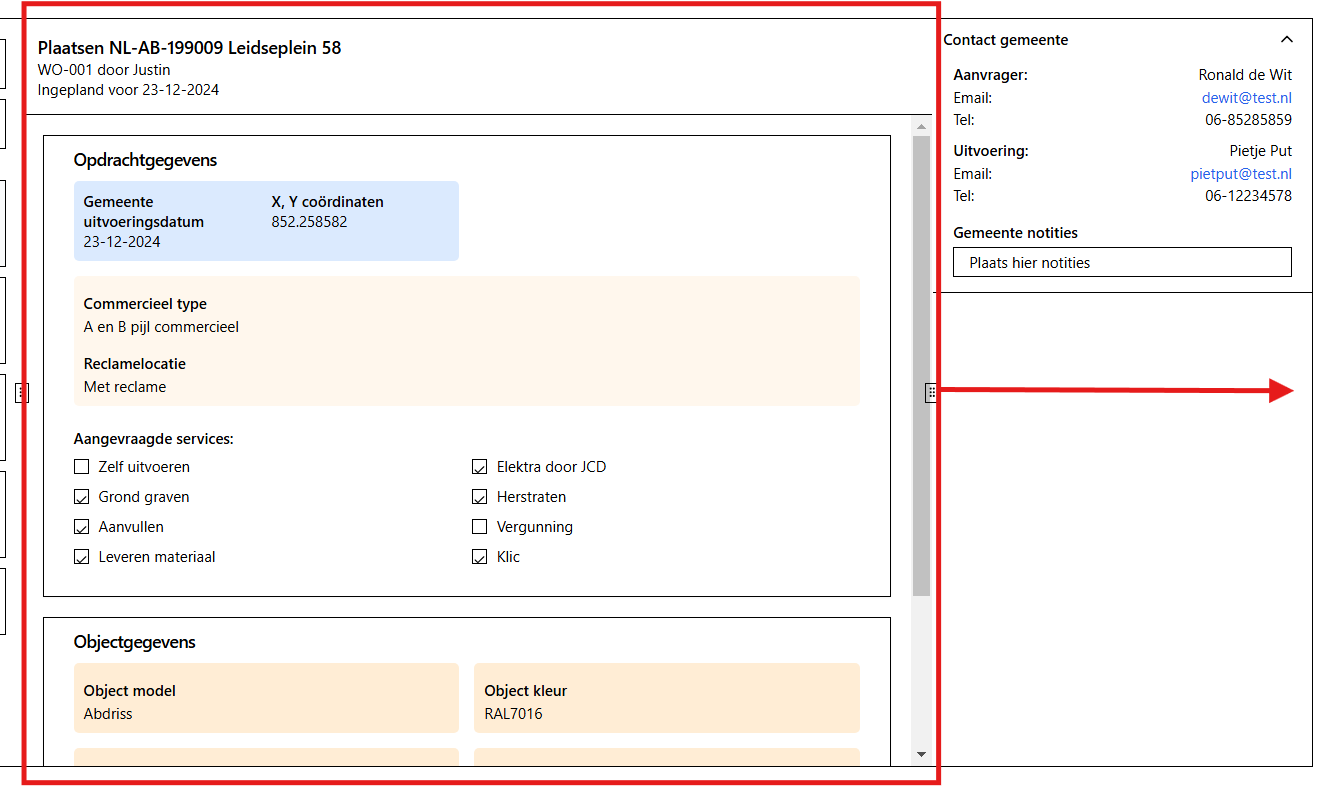 Plaatsen NL-AB-199009 Leidseplein 58
WO-001 door Justin
Ingepland voor 23-12-2024
Opdrachtgegevens
Gemeente uitvoeringsdatum
23-12-2024
X, Y coördinaten
852.258582
Commercieel type
A en B pijl commercieel
Reclamelocatie
Met reclame
Aangevraagde services:
Zelf uitvoeren
Elektra door JCD
Grond graven
Herstraten
Aanvullen
Vergunning
Leveren materiaal
Klic
Objectgegevens
Object model
Abdriss
Object kleur
RAL7016
Contact gemeente
Aanvrager: Ronald de Wit
Email: dewit@test.nl
Tel: 06-85285859
Uitvoering: Pietje Put
Email: pietput@test.nl
Tel: 06-12234578
Gemeente notities
Plaats hier notities